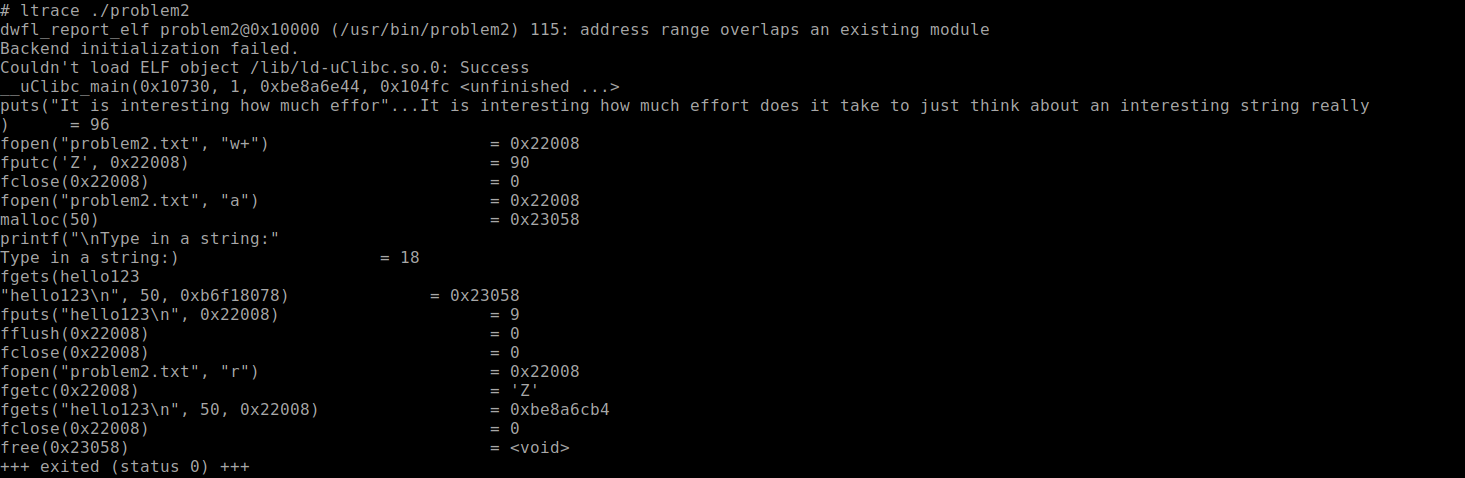 # ltrace ./problem2
dwfl_report_elf problem2@0x10000 (/usr/bin/problem2) 115: address range overlaps an existing module
Backend initialization failed.
Couldn't load ELF object /lib/ld-uClibc.so.0: Success
__uClibc_main(0x10730, 1, 0xbe8a6e44, 0x104fc <unfinished ...>
puts("It is interesting how much effor"...It is interesting how much effort does it take to just think about an interesting string really
)      = 96
fopen("problem2.txt", "w+")                      = 0x22008
fputc('Z', 0x22008)                              = 90
fclose(0x22008)                                  = 0
fopen("problem2.txt", "a")                       = 0x22008
malloc(50)                                       = 0x23058
printf("\nType in a string:"
Type in a string:)                    = 18
fgets(hello123
"hello123\n", 50, 0xb6f18078)              = 0x23058
fputs("hello123\n", 0x22008)                     = 9
fflush(0x22008)                                  = 0
fclose(0x22008)                                  = 0
fopen("problem2.txt", "r")                       = 0x22008
fgetc(0x22008)                                   = 'Z'
fgets("hello123\n", 50, 0x22008)                 = 0xbe8a6cb4
fclose(0x22008)                                  = 0
free(0x23058)                                    = <void>
+++ exited (status 0) +++